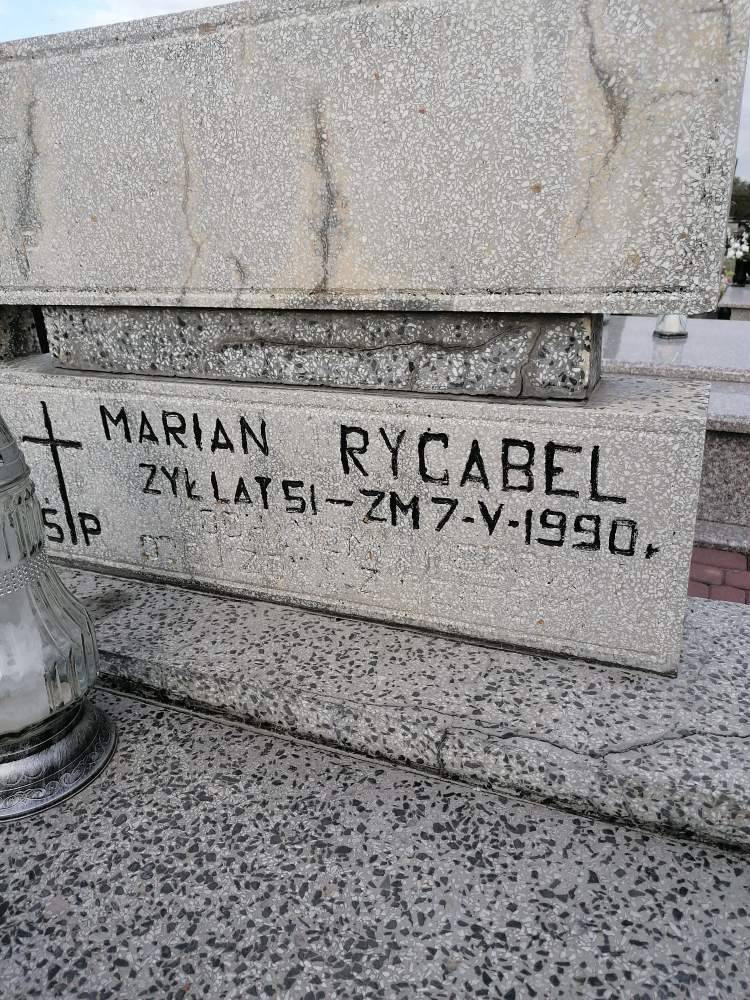 MARIAN RYCABEL
ŻYŁ LAT 51 – ZM 7-V-1990r.
ŚP